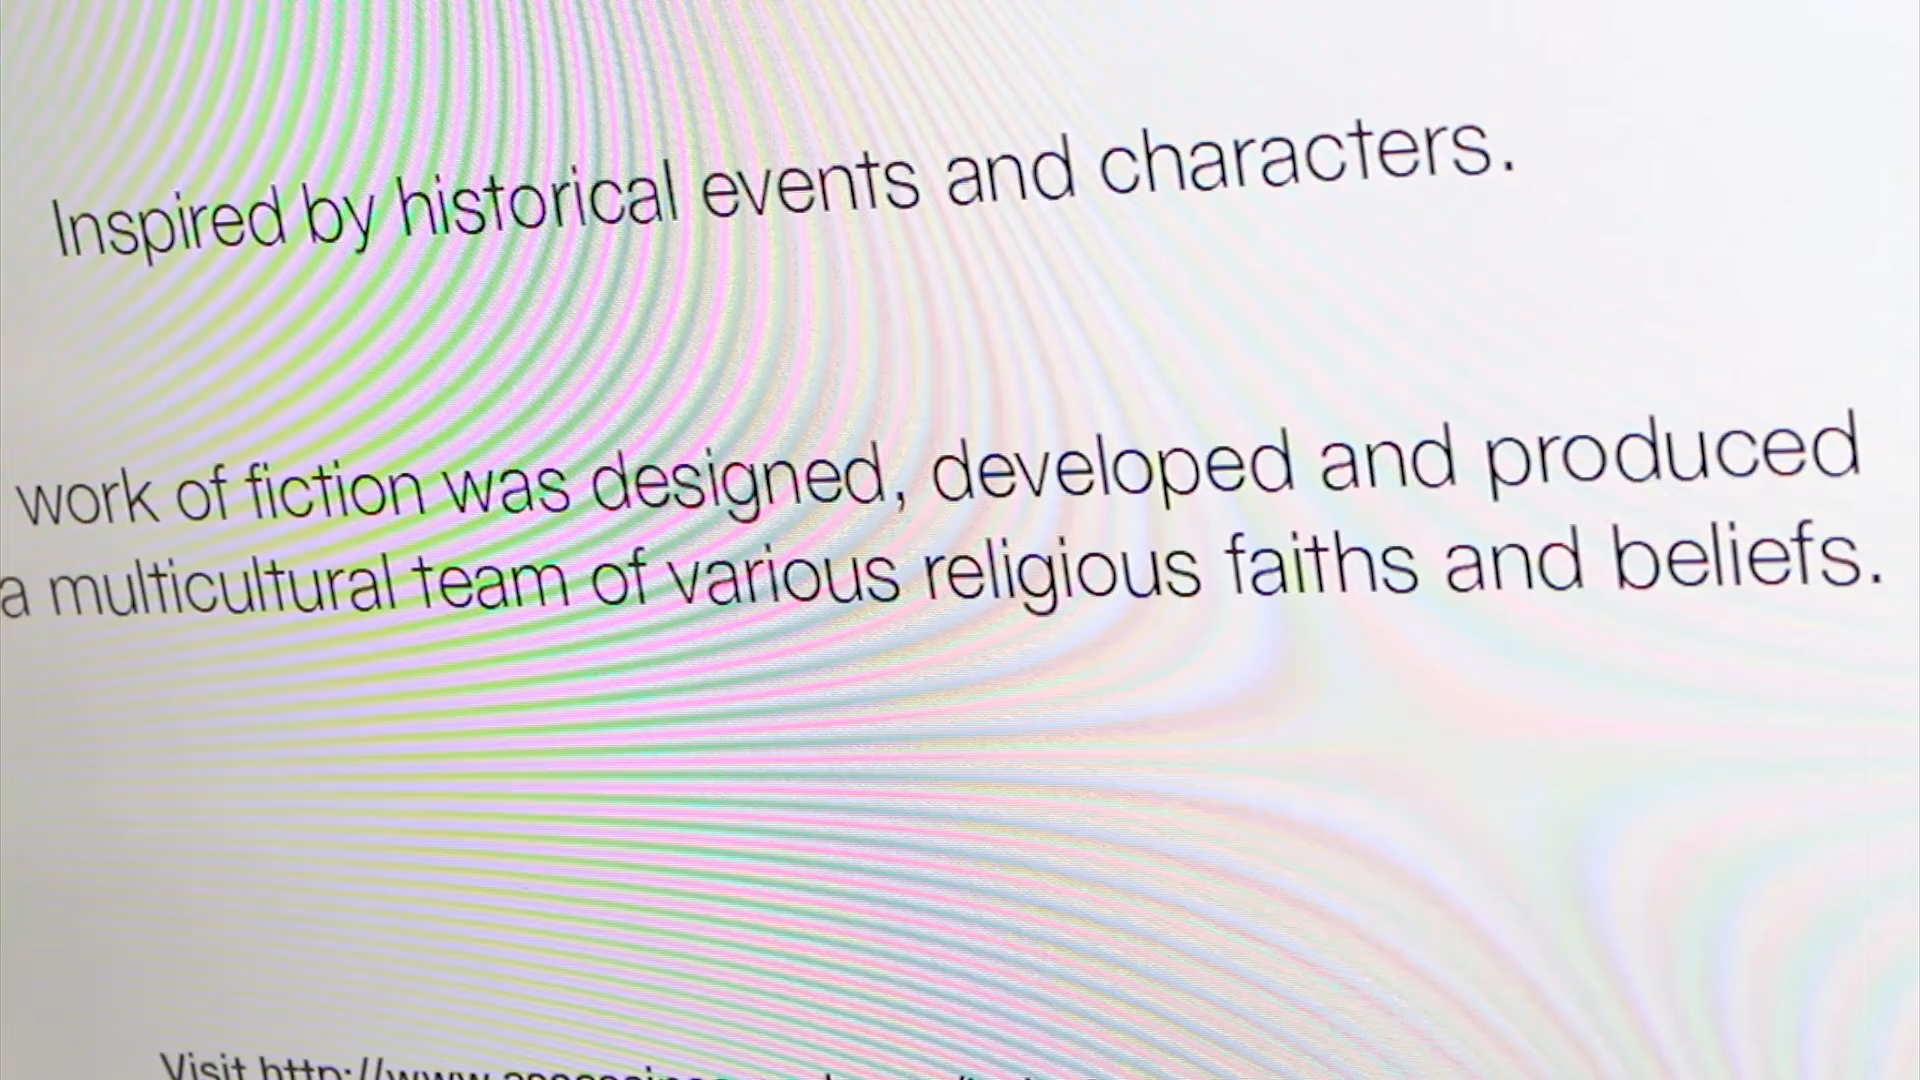 Inspired by historical events and characters.
work of fiction was designed, developed and produced
a multicultural team of various religious faiths and beliefs.
Visit